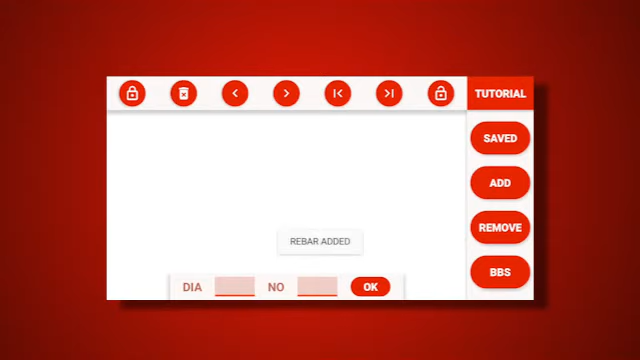 TUTORIAL
SAVED
ADD
REMOVE
REBAR ADDED
BBS
DIA NO OK